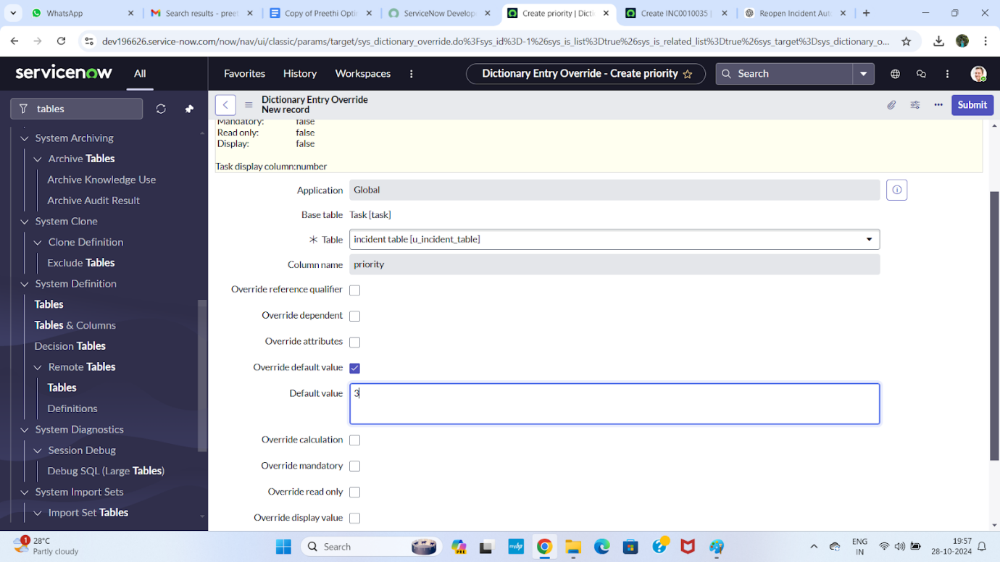 WhatsApp
Search results - preet
Copy of Preethi Opti
ServiceNow Develop
Create priority | Dicti
Create INC0010035 |
Reopen Incident Aut
dev196626.service-now.com/now/nav/ui/classic/params/target/sys_dictionary_override.do%3Fsys_id%3D-1%26sys_is_list%3Dtrue%26sys_is_related_list%3Dtrue%26sys_target%3Dsys_dictionary_o...
servicenow
All
Favorites
History
Workspaces
Dictionary Entry Override - Create priority
Search
tables
Dictionary Entry Override
New record
Submit
System Archiving
Archive Tables
Archive Knowledge Use
Archive Audit Result
System Clone
Clone Definition
Exclude Tables
System Definition
Tables
Tables & Columns
Decision Tables
Remote Tables
Tables
Definitions
System Diagnostics
Session Debug
Debug SQL (Large Tables)
System Import Sets
Import Set Tables
Mandatory: false
Read only: false
Display: false
Task display column:number
Application Global
Base table Task [task]
Table incident table [u_incident_table]
Column name priority
Override reference qualifier
Override dependent
Override attributes
Override default value
Default value 3
Override calculation
Override mandatory
Override read only
Override display value
1
28°C
Partly cloudy
Search
PRE
myhp
ENG
IN
19:57
28-10-2024